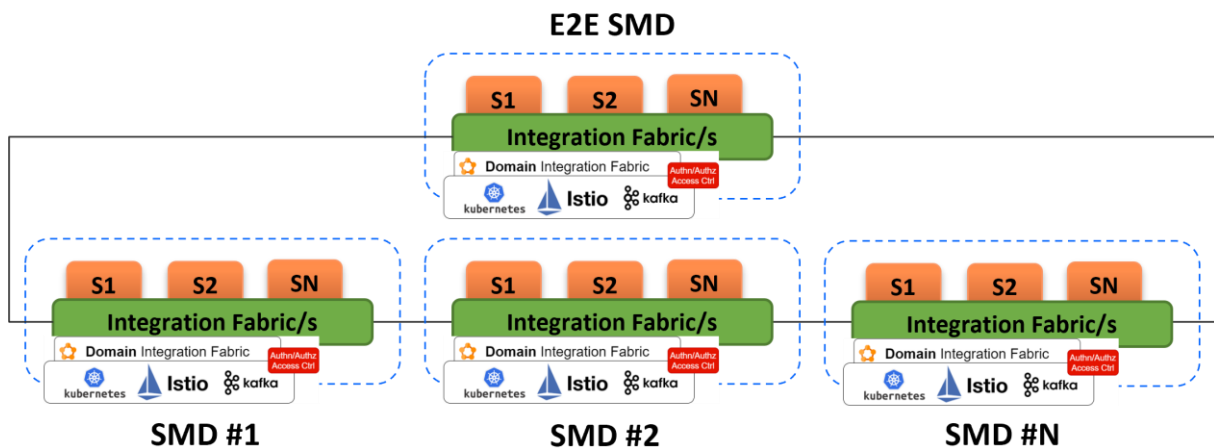 E2E SMD
S1 S2 SN
Integration Fabric/s
Domain Integration Fabric
Authn/Authz
Access Ctrl
kubernetes Istio kafka
S1 S2 SN
Integration Fabric/s
Domain Integration Fabric
Authn/Authz
Access Ctrl
kubernetes Istio kafka
SMD #1
S1 S2 SN
Integration Fabric/s
Domain Integration Fabric
Authn/Authz
Access Ctrl
kubernetes Istio kafka
SMD #2
S1 S2 SN
Integration Fabric/s
Domain Integration Fabric
Authn/Authz
Access Ctrl
kubernetes Istio kafka
SMD #N